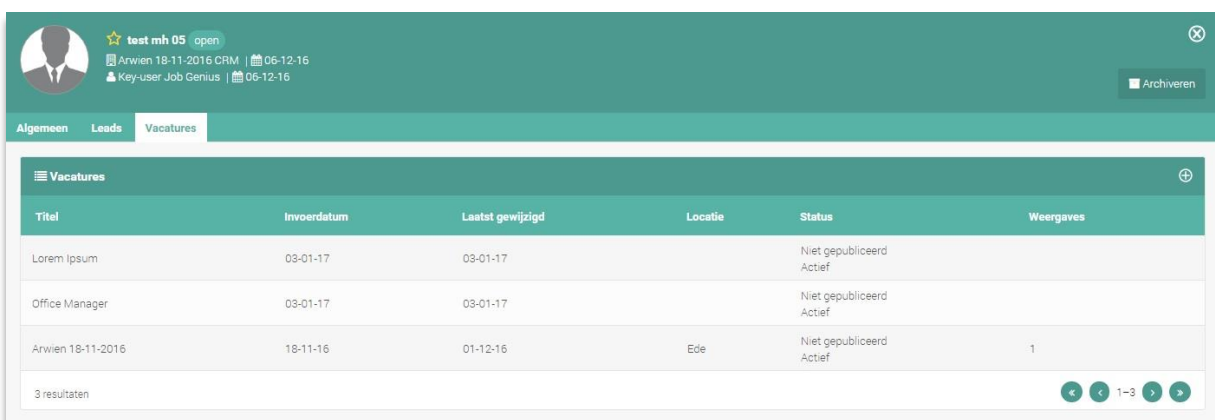 test mh 05 open
Arwien 18-11-2016 CRM | 06-12-16
Key-user Job Genius | 06-12-16
Archiveren
Algemeen Leads Vacatures
Vacatures
Titel Invoerdatum Laatst gewijzigd Locatie Status Weergaves
Lorem Ipsum 03-01-17 03-01-17 Niet gepubliceerd
Actief
Office Manager 03-01-17 03-01-17 Niet gepubliceerd
Actief
Arwien 18-11-2016 18-11-16 01-12-16 Ede Niet gepubliceerd 1
Actief
3 resultaten « ‹ 1–3 › »